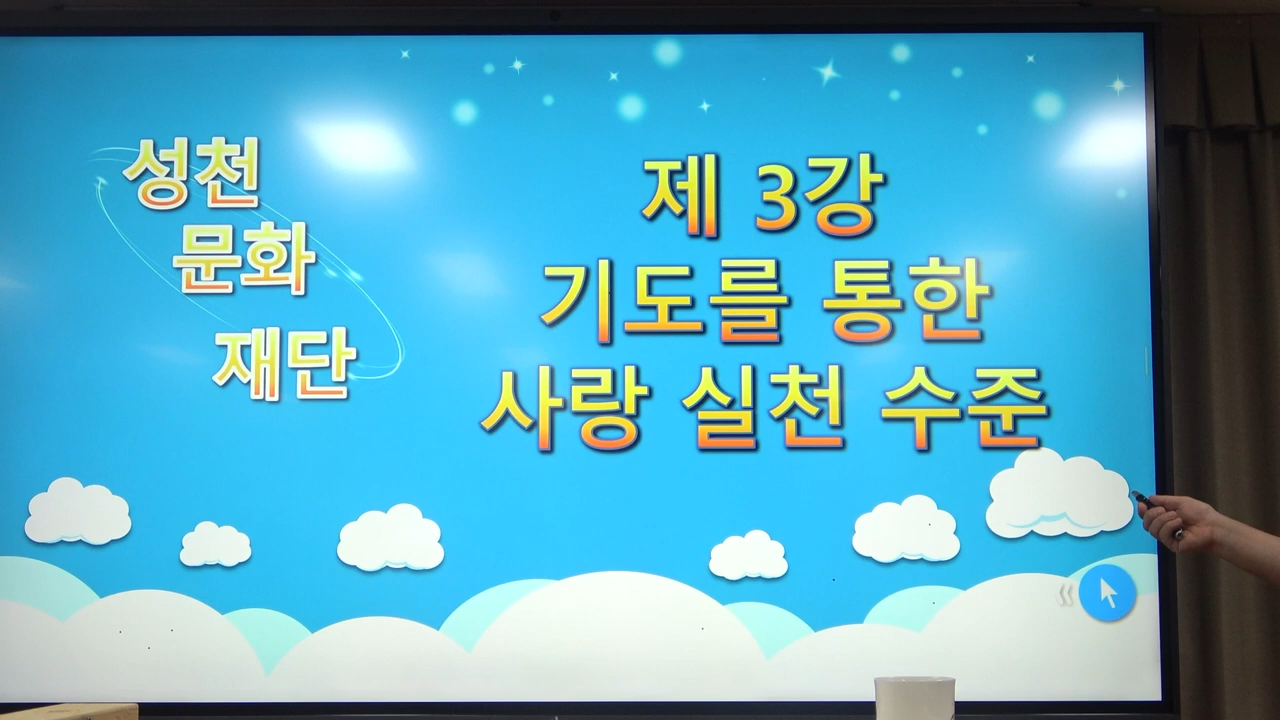 성천
문화
재단
제 3강
기도를 통한
사랑 실천 수준